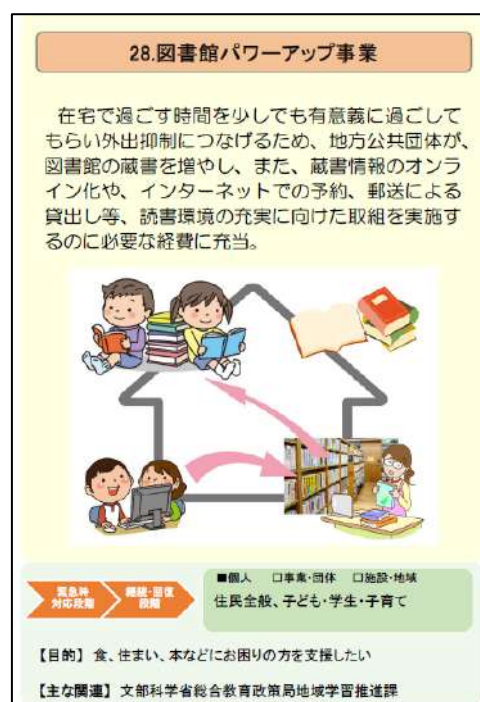 28.図書館パワーアップ事業
在宅で過ごす時間を少しでも有意義に過ごして
もらい外出抑制につなげるため、地方公共団体が、
図書館の蔵書を増やし、また、蔵書情報のオンラ
イン化や、インターネットでの予約、郵送による
貸出し等、読書環境の充実に向けた取組を実施す
るのに必要な経費に充当。
緊急時
対応段階
継続・回復
段階
■個人 □事業・団体 □施設・地域
住民全般、子ども・学生・子育て
【目的】 食、住まい、本などにお困りの方を支援したい
【主な関連】 文部科学省総合教育政策局地域学習推進課